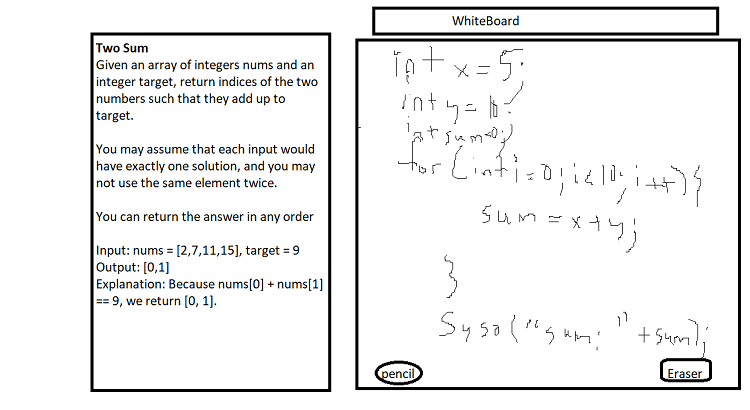 WhiteBoard
Two Sum
Given an array of integers nums and an
integer target, return indices of the two
numbers such that they add up to
target.
You may assume that each input would
have exactly one solution, and you may
not use the same element twice.
You can return the answer in any order
Input: nums = [2,7,11,15], target = 9
Output: [0,1]
Explanation: Because nums[0] + nums[1]
== 9, we return [0, 1].
int x = 5;
int y = 10;
int sum=0;
for (int i=0; i<10; i++){
sum = x+y;
}
Syso("sum: "+sum);
pencil
Eraser